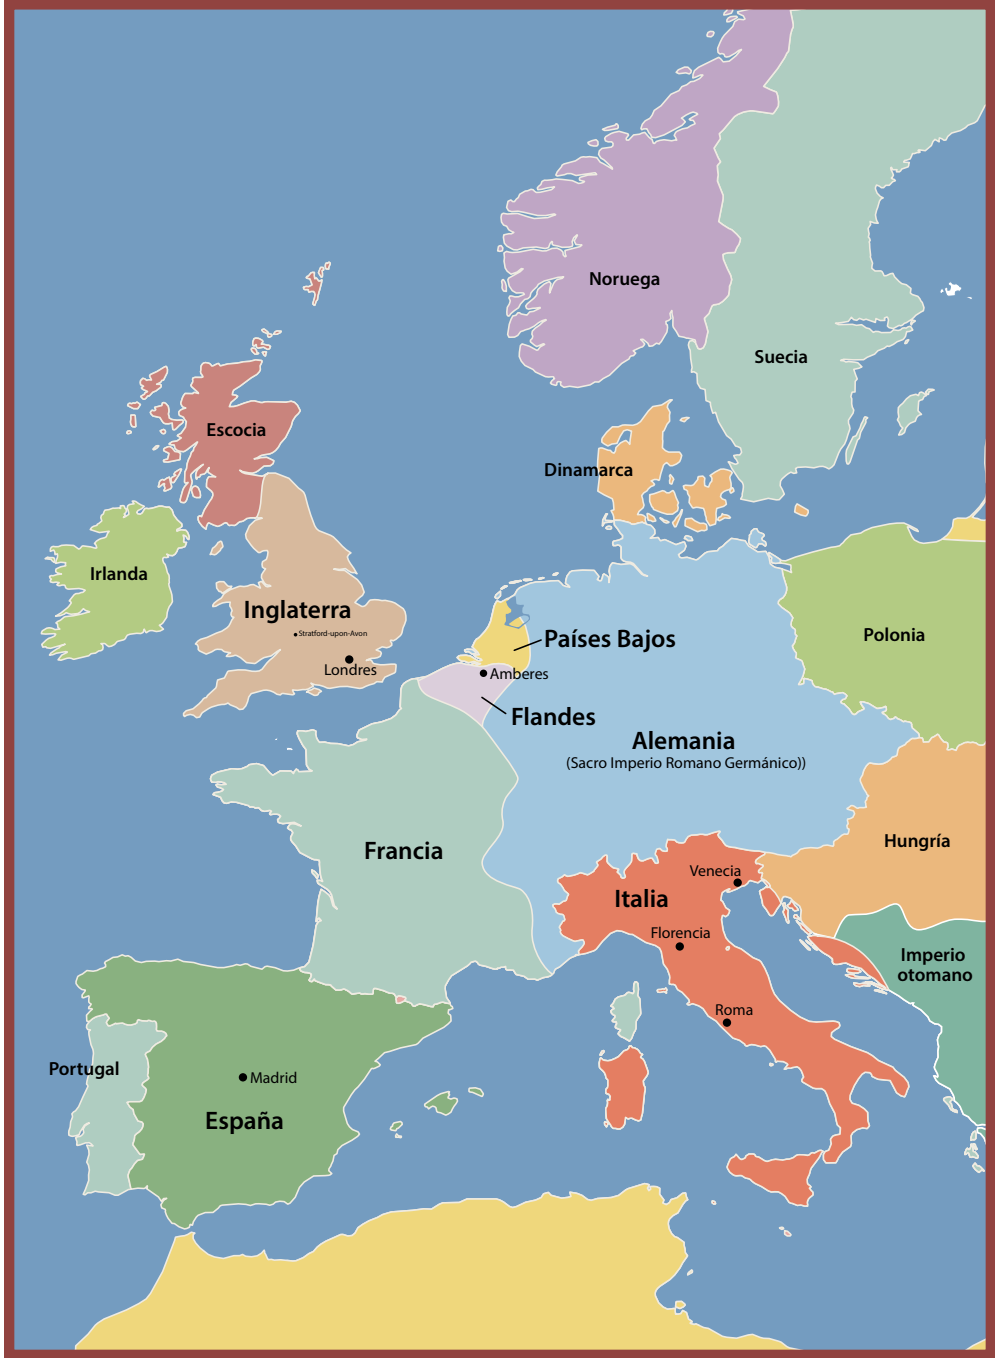 Noruega
Suecia
Escocia
Dinamarca
Irlanda
Inglaterra
Stratford-upon-Avon
Londres
Países Bajos
Polonia
Amberes
Flandes
Alemania
(Sacro Imperio Romano Germánico))
Francia
Hungría
Venecia
Italia
Florencia
Imperio
otomano
Roma
Portugal
Madrid
España